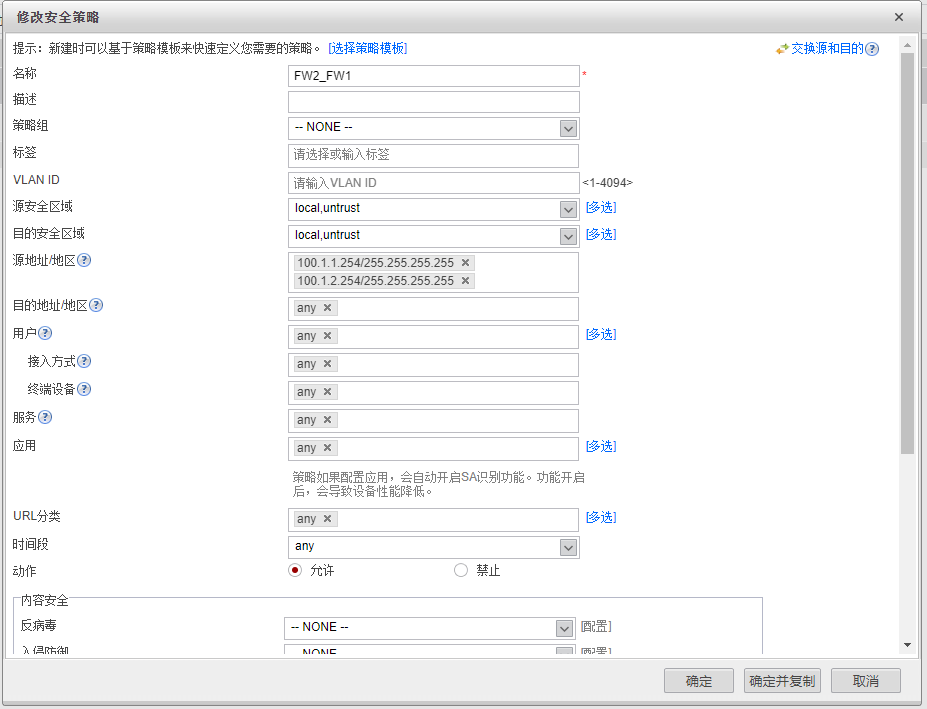 修改安全策略
提示：新建时可以基于策略模板来快速定义您需要的策略。 [选择策略模板] 交换源和目的
名称 FW2_FW1 *
描述
策略组 -- NONE --
标签 请选择或输入标签
VLAN ID 请输入VLAN ID <1-4094>
源安全区域 local,untrust [多选]
目的安全区域 local,untrust [多选]
源地址/地区 100.1.1.254/255.255.255.255
100.1.2.254/255.255.255.255
目的地址/地区 any
用户 any [多选]
接入方式 any
终端设备 any
服务 any
应用 any [多选]
策略如果配置应用，会自动开启SA识别功能。功能开启
后，会导致设备性能降低。
URL分类 any [多选]
时间段 any
动作 允许 禁止
内容安全
反病毒 -- NONE -- [配置]
入侵防御 -- NONE -- [配置]
确定 确定并复制 取消